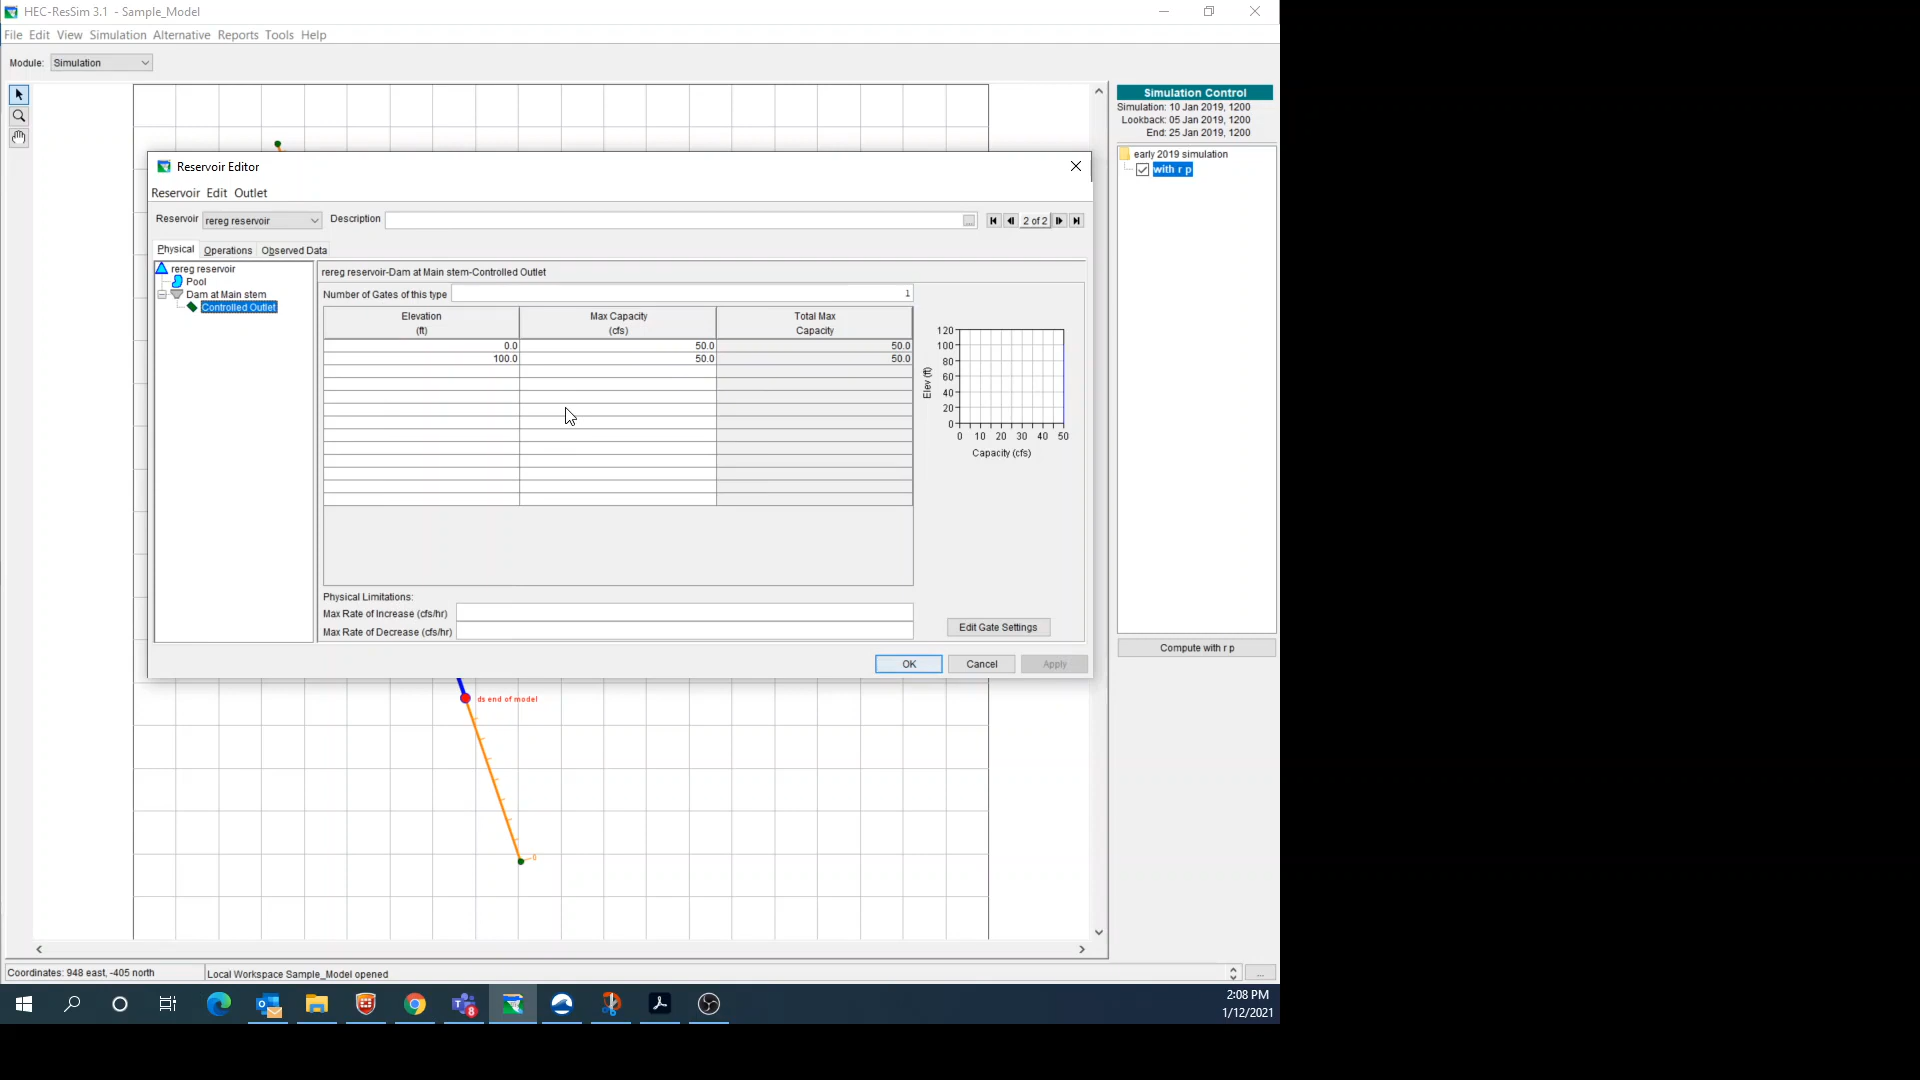 HEC-ResSim 3.1 - Sample_Model
File Edit View Simulation Alternative Reports Tools Help
Module: Simulation
Simulation Control
Simulation: 10 Jan 2019, 1200
Lookback: 05 Jan 2019, 1200
End: 25 Jan 2019, 1200
early 2019 simulation
with r p
Compute with r p
Reservoir Editor
Reservoir Edit Outlet
Reservoir rereg reservoir Description 2 of 2
Physical Operations Observed Data
rereg reservoir
Pool
Dam at Main stem
Controlled Outlet
rereg reservoir-Dam at Main stem-Controlled Outlet
Number of Gates of this type 1
Elevation (ft) Max Capacity (cfs) Total Max Capacity
0.0 50.0 50.0
100.0 50.0 50.0
120
100
80
60
40
20
0
Elev (ft)
0 10 20 30 40 50
Capacity (cfs)
Physical Limitations:
Max Rate of Increase (cfs/hr)
Max Rate of Decrease (cfs/hr)
Edit Gate Settings
OK Cancel Apply
ds end of model
0
Coordinates: 948 east, -405 north Local Workspace Sample_Model opened ...
8
2:08 PM
1/12/2021